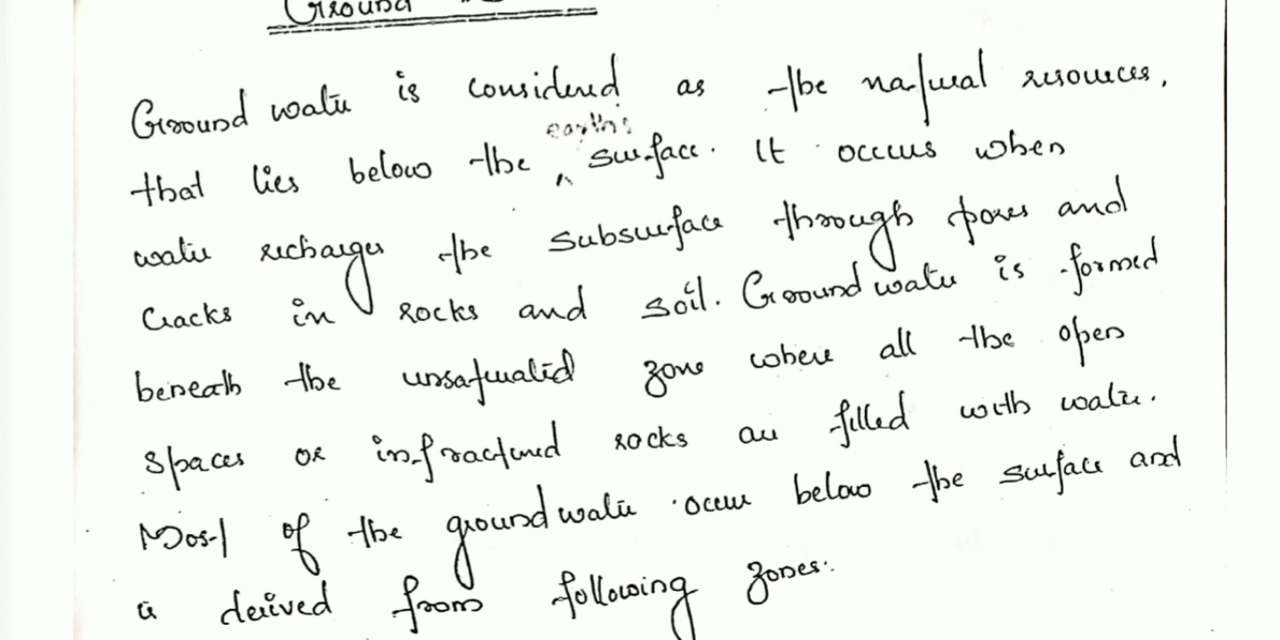 Ground
Ground water is considered as the natural resources,
that lies below the earth's surface. It occurs when
water recharges the subsurface through pores and
cracks in rocks and soil. Ground water is formed
beneath the unsaturated zone where all the open
spaces or infractured rocks are filled with water.
Most of the ground water occur below the surface and
is derived from following zones.